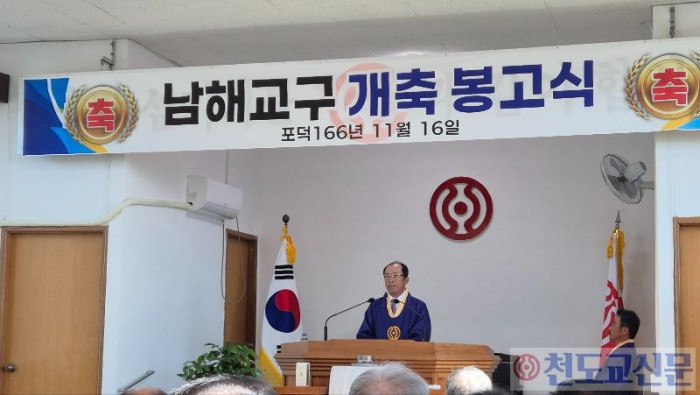 축 남해교구 개축 봉고식 축
포덕166년 11월 16일
천도교신문